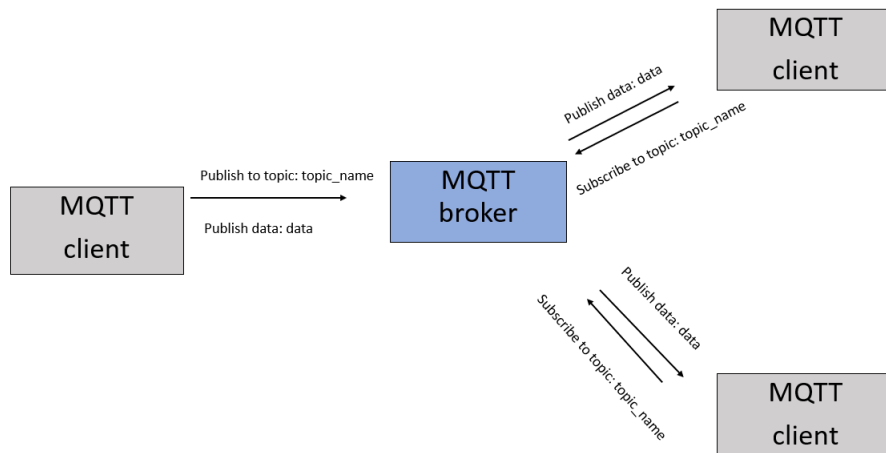 MQTT
client
Publish data: data
Subscribe to topic: topic_name
MQTT
broker
Publish to topic: topic_name
Publish data: data
MQTT
client
Publish data: data
Subscribe to topic: topic_name
MQTT
client